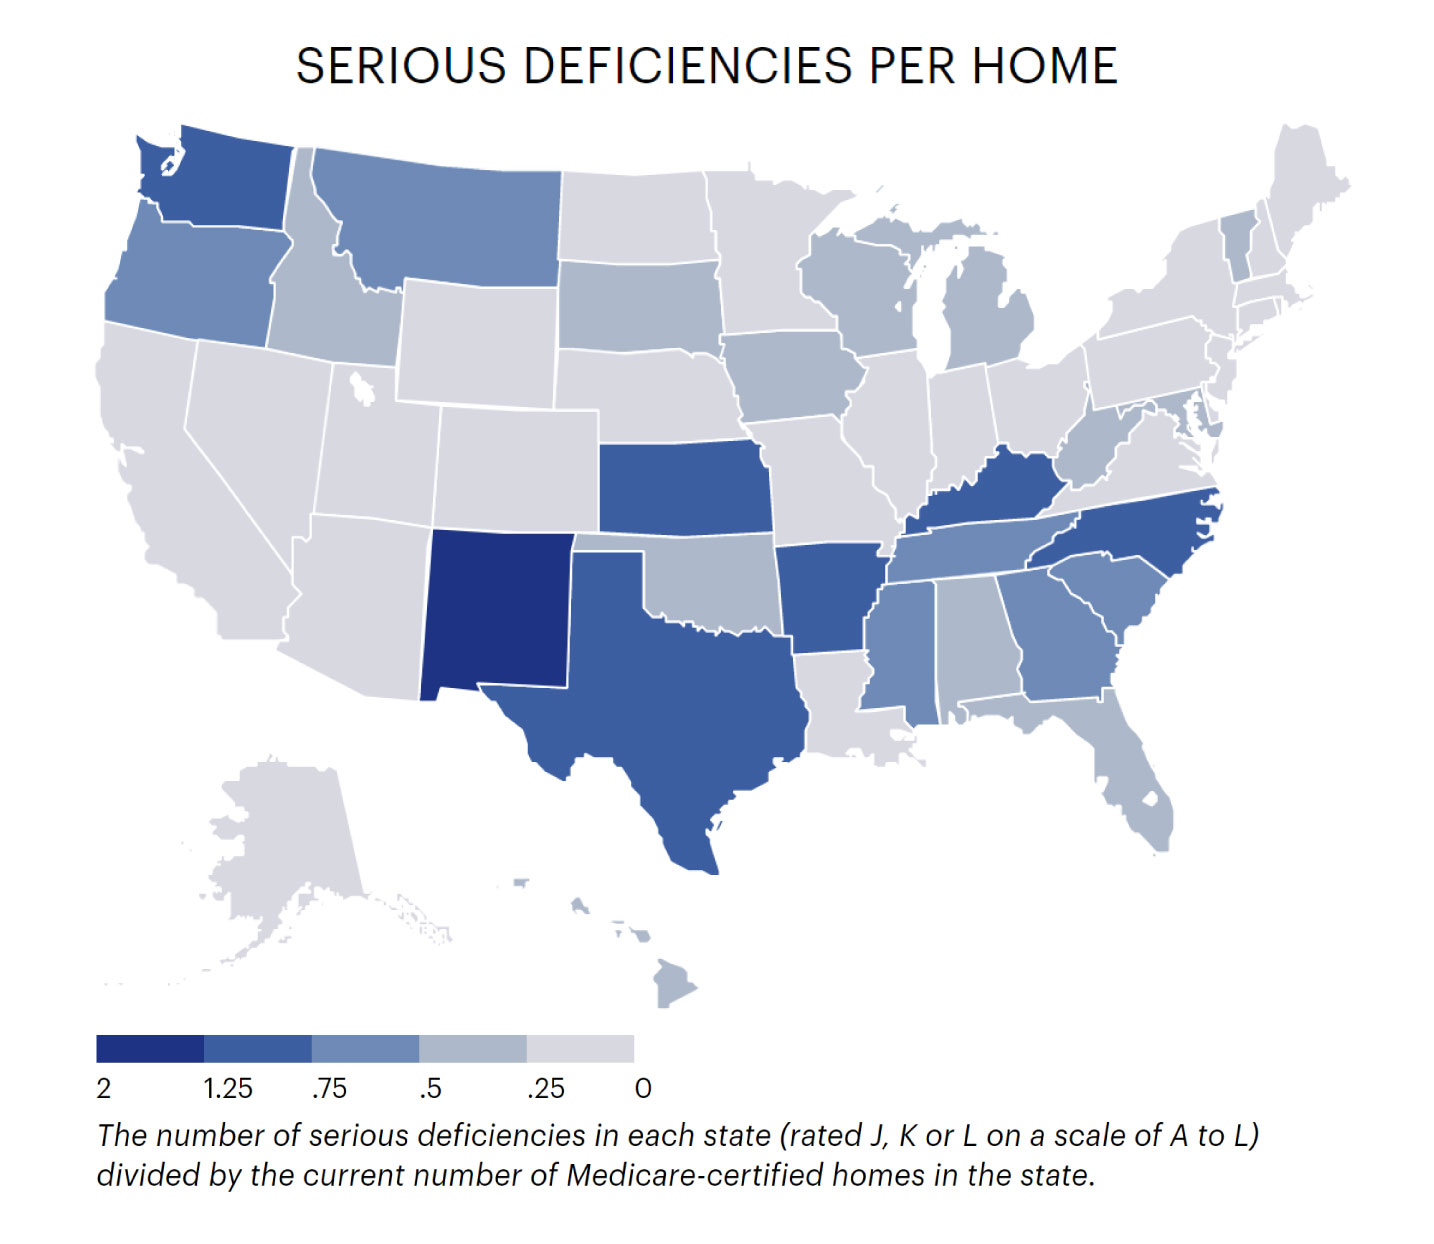 SERIOUS DEFICIENCIES PER HOME
2 1.25 .75 .5 .25 0
The number of serious deficiencies in each state (rated J, K or L on a scale of A to L)
divided by the current number of Medicare-certified homes in the state.